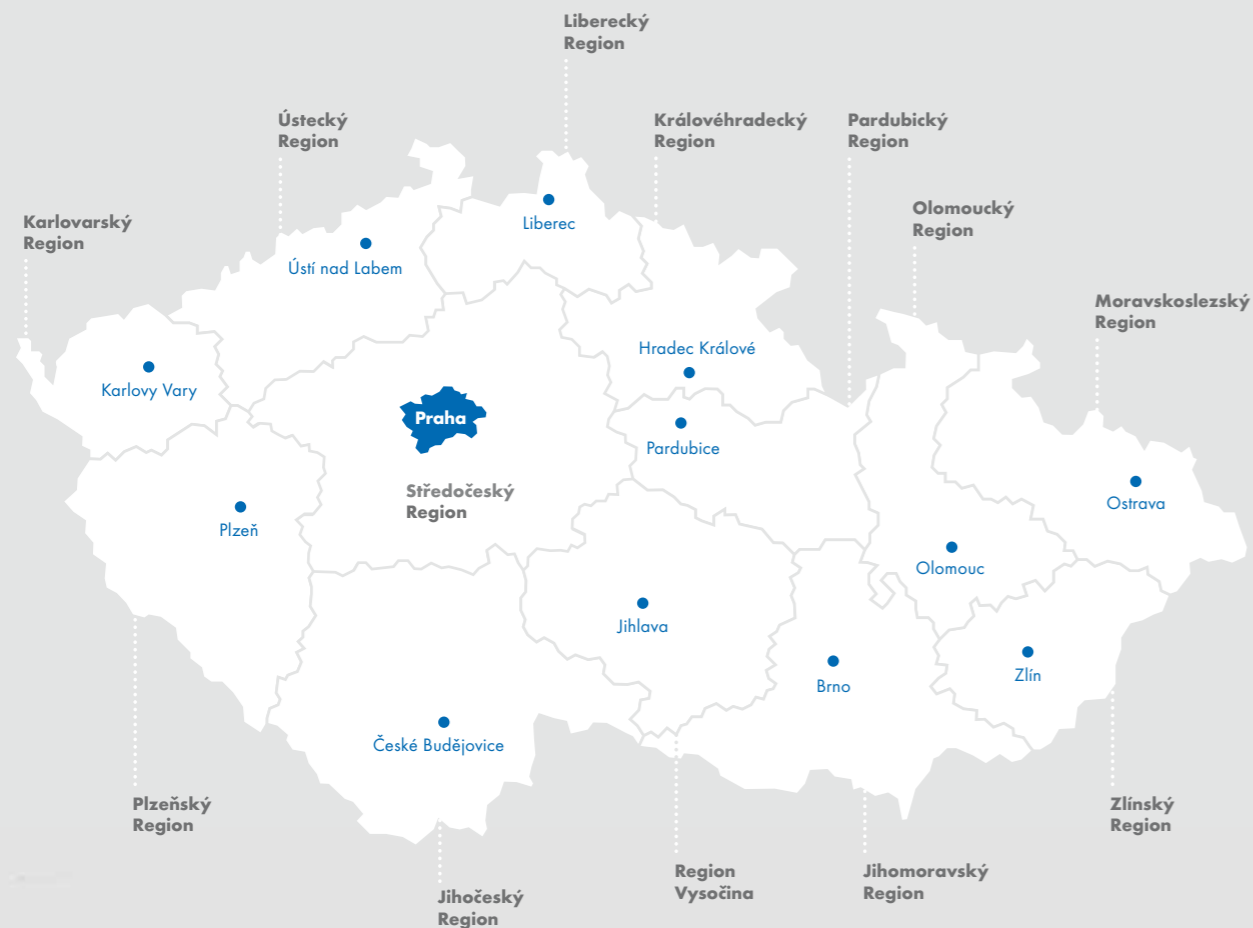 Liberecký
Region
Ústecký
Region
Královéhradecký
Region
Pardubický
Region
Karlovarský
Region
Olomoucký
Region
Moravskoslezský
Region
Liberec
Ústí nad Labem
Hradec Králové
Karlovy Vary
Praha
Pardubice
Středočeský
Region
Ostrava
Plzeň
Olomouc
Jihlava
Zlín
Brno
České Budějovice
Plzeňský
Region
Zlínský
Region
Region
Vysočina
Jihomoravský
Region
Jihočeský
Region